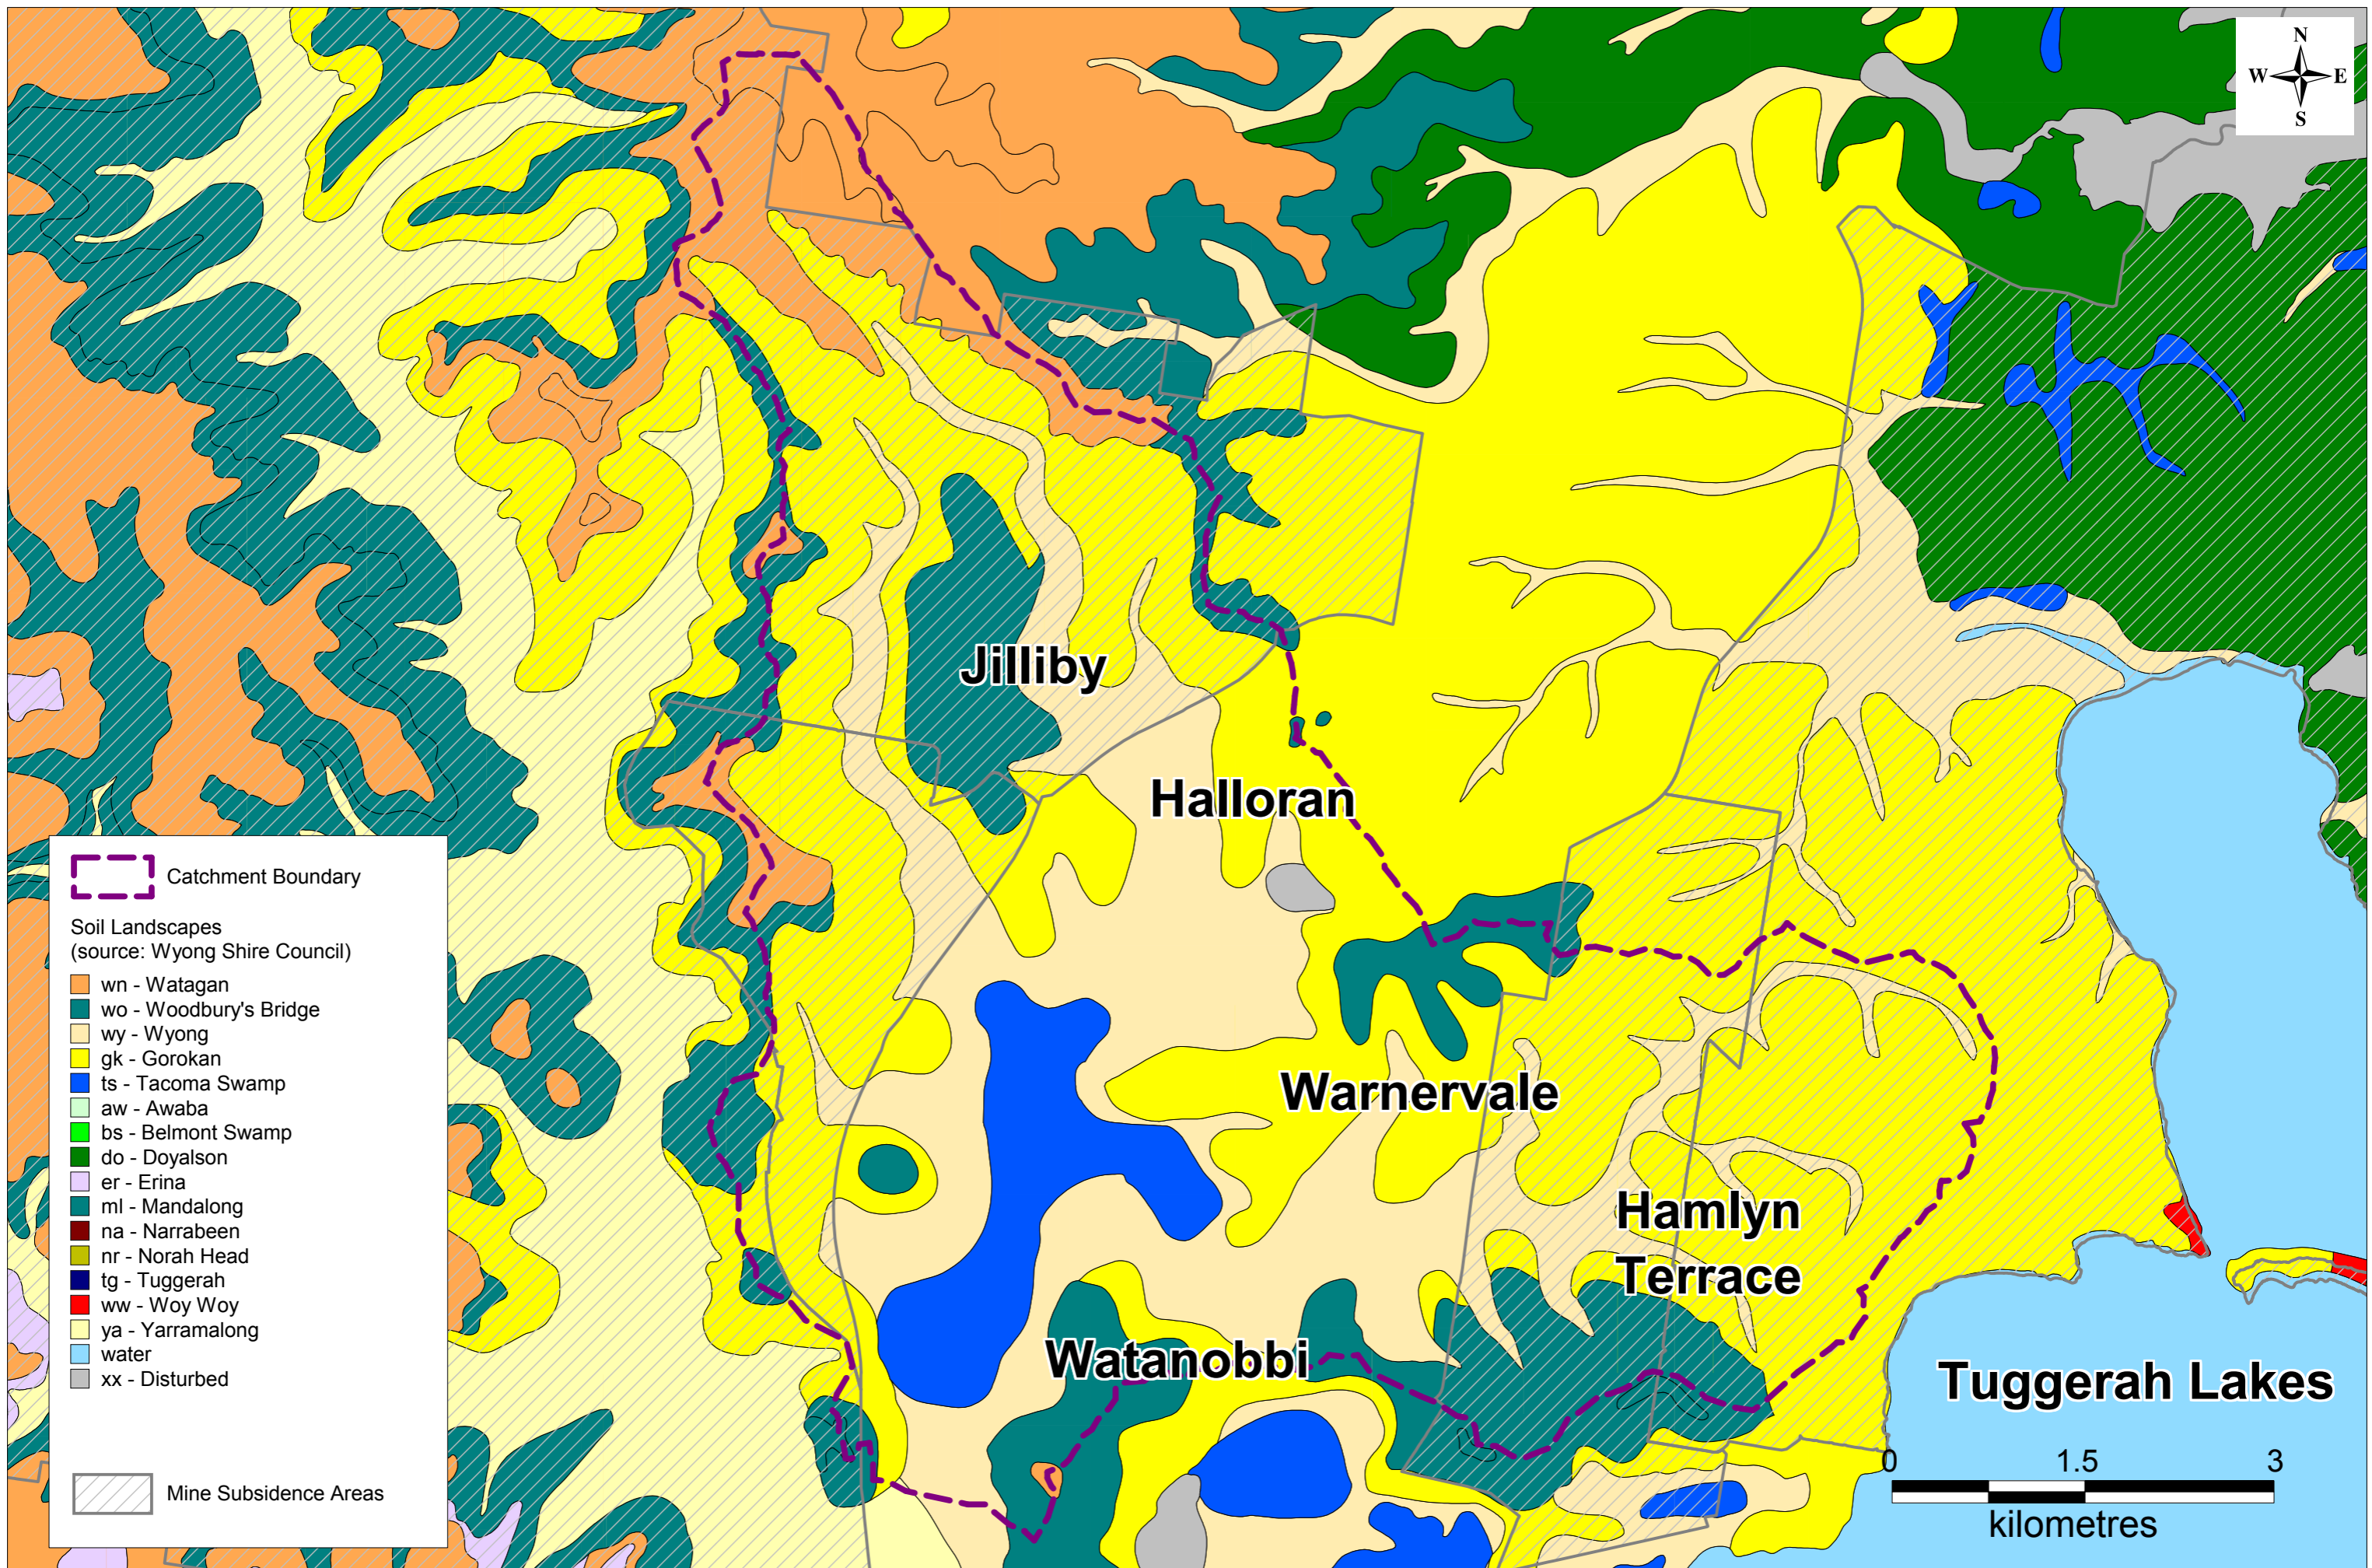 N
W E
S
Jilliby
Halloran
Warnervale
Hamlyn
Terrace
Watanobbi
Tuggerah Lakes
0 1.5 3
kilometres
Catchment Boundary
Soil Landscapes
(source: Wyong Shire Council)
wn - Watagan
wo - Woodbury's Bridge
wy - Wyong
gk - Gorokan
ts - Tacoma Swamp
aw - Awaba
bs - Belmont Swamp
do - Doyalson
er - Erina
ml - Mandalong
na - Narrabeen
nr - Norah Head
tg - Tuggerah
ww - Woy Woy
ya - Yarramalong
water
xx - Disturbed
Mine Subsidence Areas